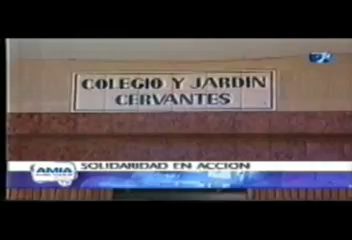 COLEGIO Y JARDIN
CERVANTES
SOLIDARIDAD EN ACCION
AMIA